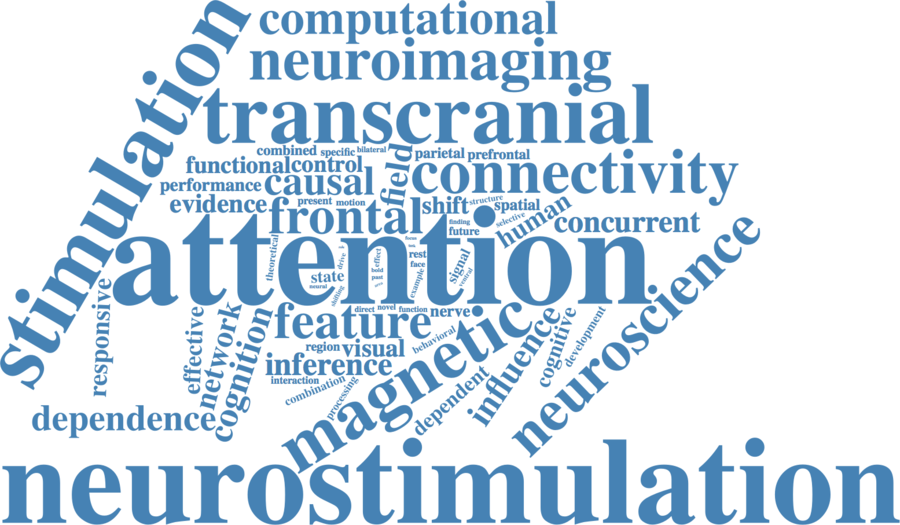 computational
neuroimaging
stimulation
transcranial
combined
specific
bilateral
field
parietal
prefrontal
functional
control
performance
causal
connectivity
evidence
present
motion
structure
spatial
shift
human
selective
frontal
finding
future
concurrent
attention
theoretical
drive
focus
effect
rest
face
hold
past
state
neural
example
signal
ventral
shifting
neuroscience
responsive
effective
network
cognition
direct
novel
function
nerve
feature
behavioral
magnetic
influence
cognitive
development
region
visual
inference
interaction
combination
processing
dependent
dependence
neurostimulation